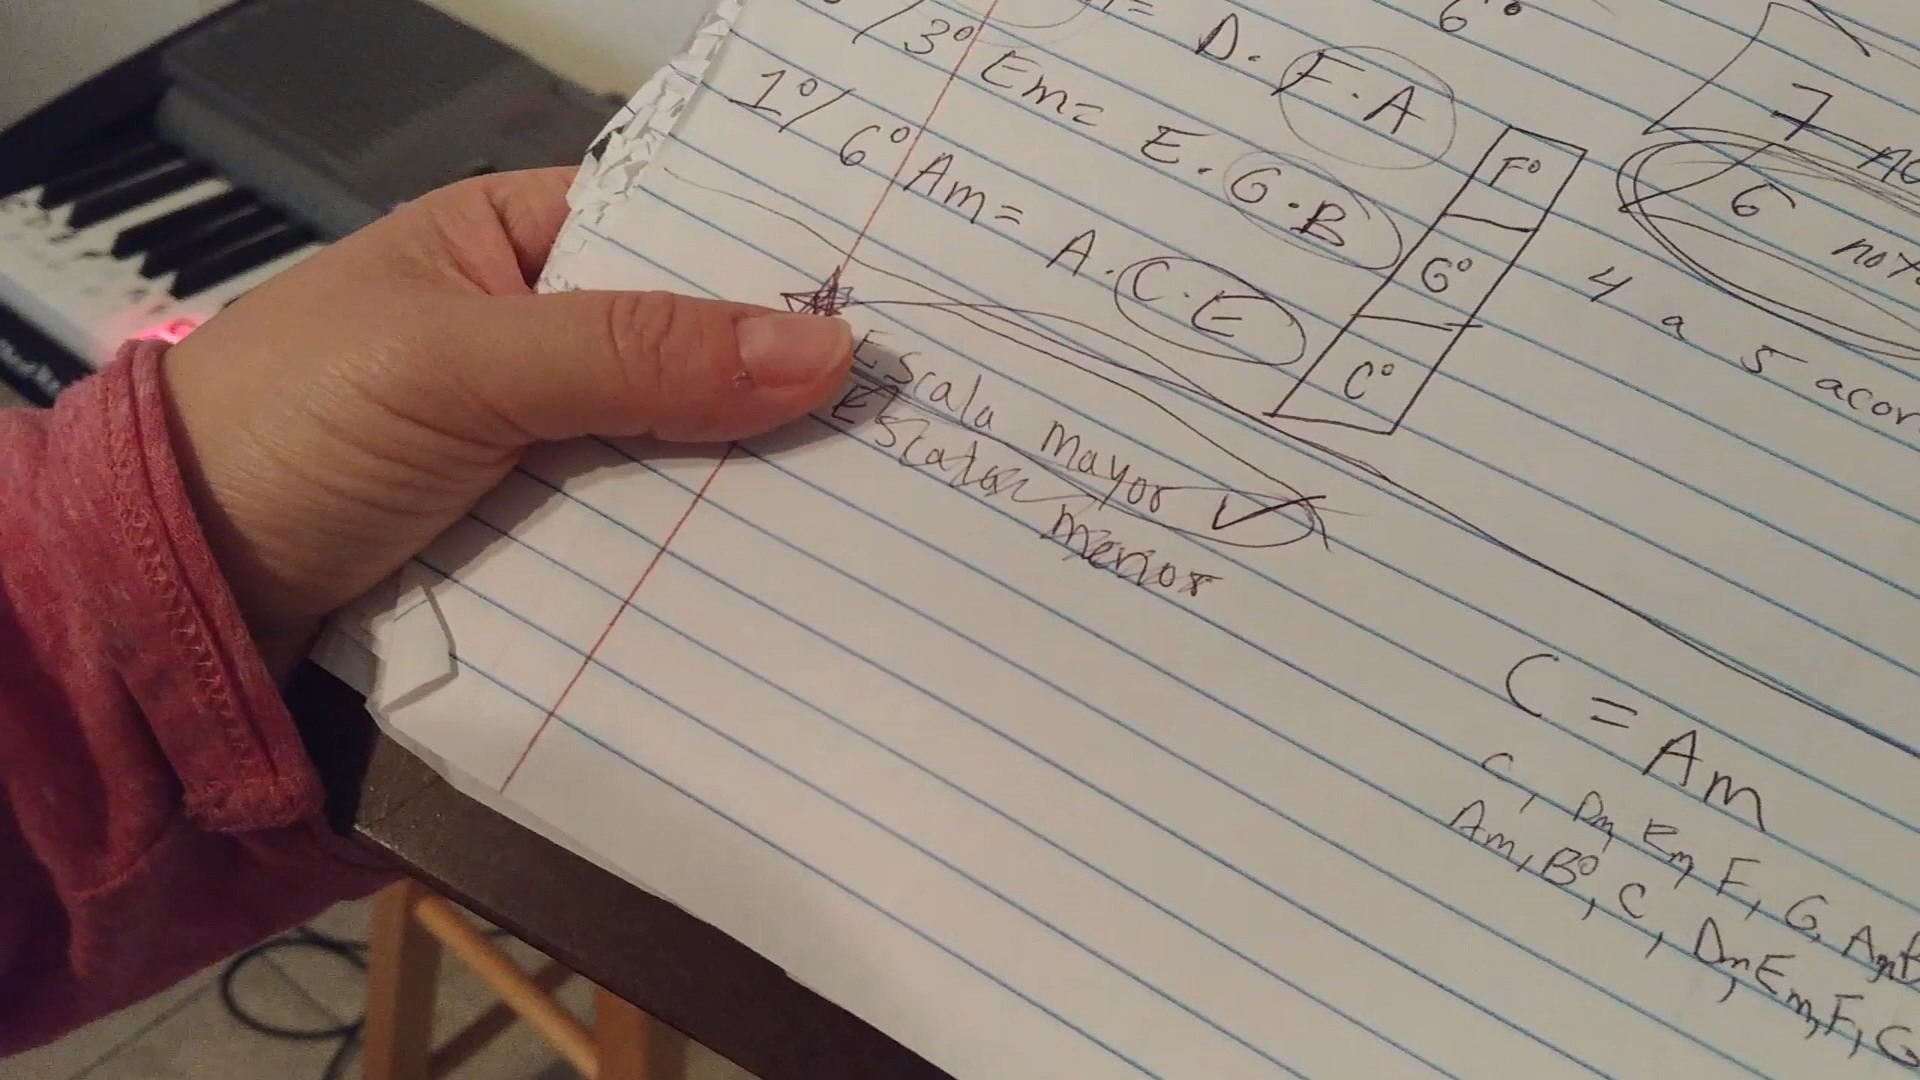 D. F. A
6°
3° Em= E. G. B
1°/ 6° Am= A. C. E
F°
G°
C°
7
6
4 a 5 acor
Escala mayor ✓
Escala menor
C = Am
C, Dm, Em, F, G, Am, B
Am, B°, C, Dm, Em, F, G